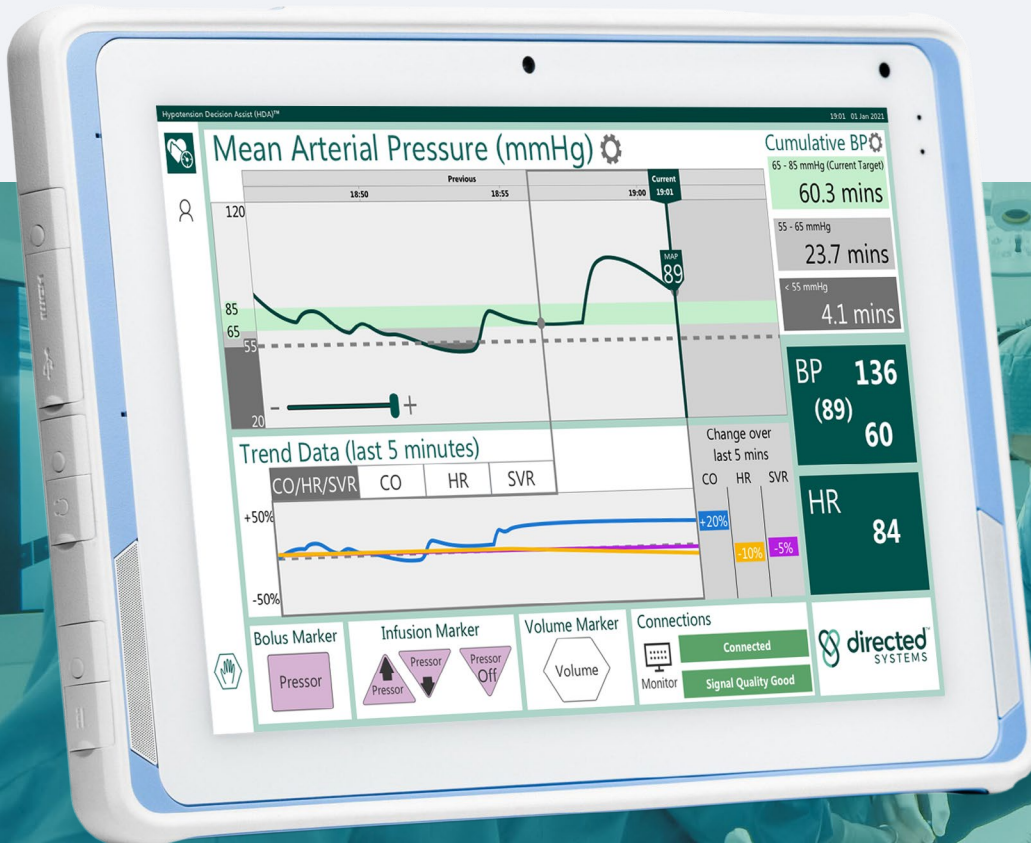 Hypotension Decision Assist (HDA)™
19:01 01 Jan 2021
Mean Arterial Pressure (mmHg)
Previous
Current
18:50
18:55
19:00
19:01
120
85
65
55
20
MAP
89
- +
Cumulative BP
65 - 85 mmHg (Current Target)
60.3 mins
55 - 65 mmHg
23.7 mins
< 55 mmHg
4.1 mins
BP 136
(89)
60
HR
84
Trend Data (last 5 minutes)
CO/HR/SVR CO HR SVR
+50%
-50%
Change over
last 5 mins
CO HR SVR
+20%
-10%
-5%
Bolus Marker
Pressor
Infusion Marker
Pressor
Pressor
Pressor
Off
Volume Marker
Volume
Connections
Monitor
Connected
Signal Quality Good
directed™
SYSTEMS